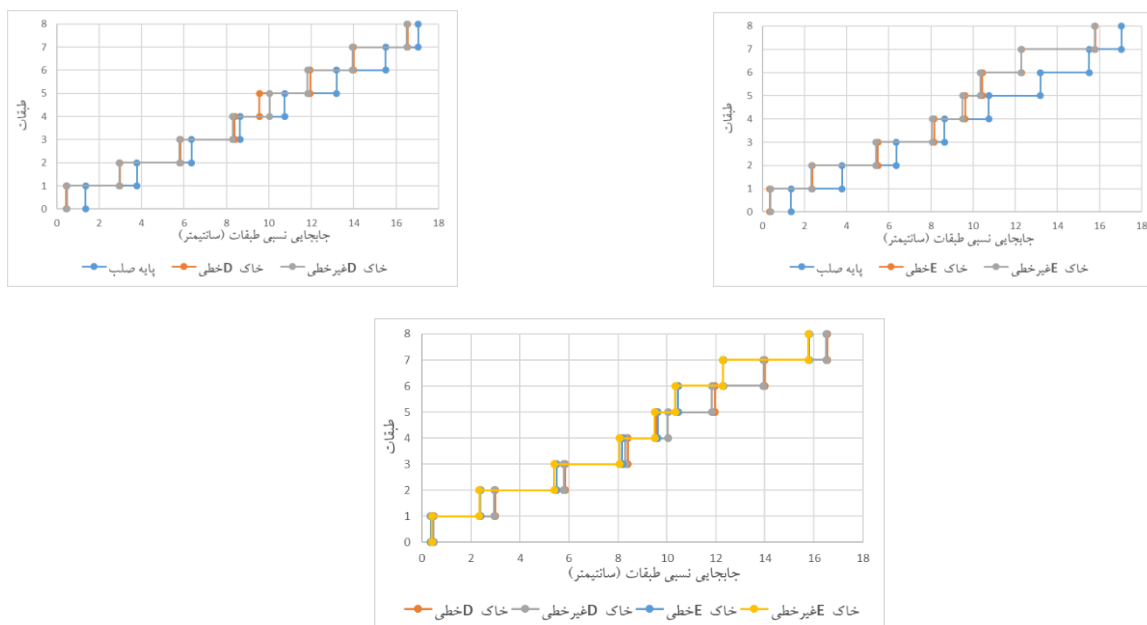 8
7
6
5
4
3
2
1
0
طبقات
0 2 4 6 8 10 12 14 16 18
جابجایی نسبی طبقات (سانتیمتر)
پایه صلب خاک Dخطی خاک Dغیرخطی
8
7
6
5
4
3
2
1
0
طبقات
0 2 4 6 8 10 12 14 16 18
جابجایی نسبی طبقات (سانتیمتر)
پایه صلب خاک Eخطی خاک Eغیرخطی
8
7
6
5
4
3
2
1
0
طبقات
0 2 4 6 8 10 12 14 16 18
جابجایی نسبی طبقات (سانتیمتر)
خاک Dخطی خاک Dغیرخطی خاک Eخطی خاک Eغیرخطی